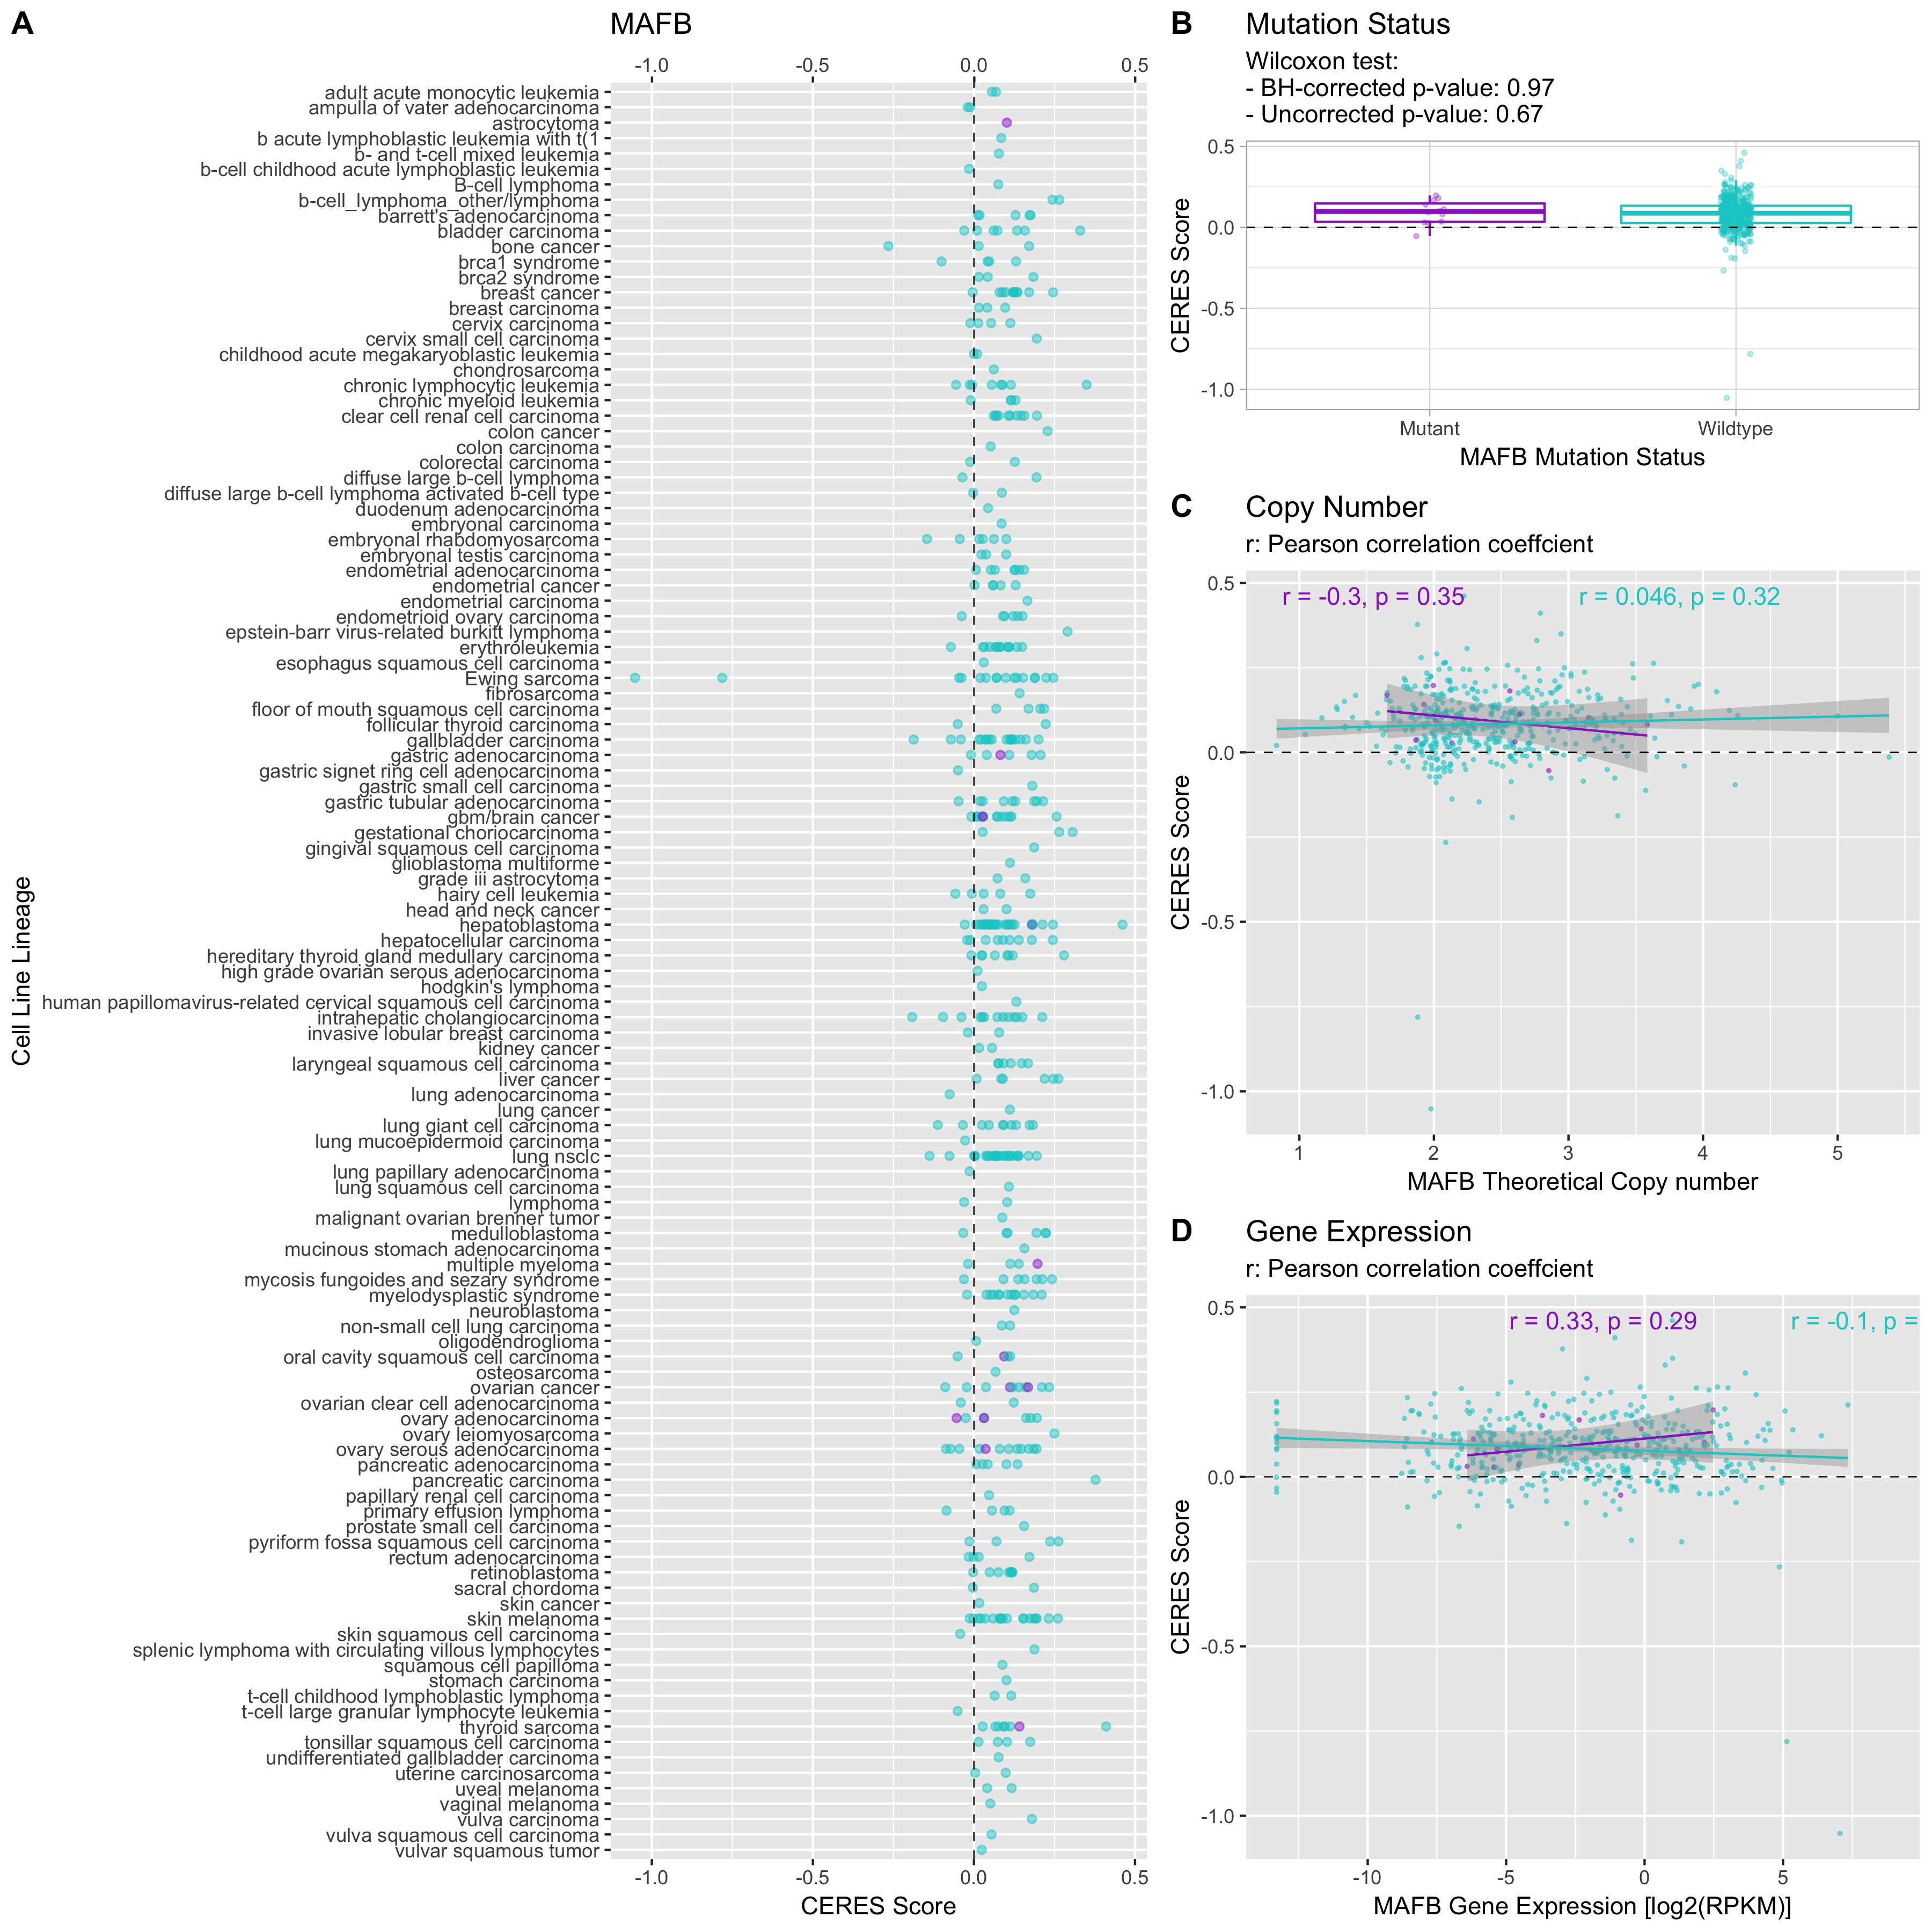 A
MAFB
-1.0 -0.5 0.0 0.5
Cell Line Lineage
adult acute monocytic leukemia
ampulla of vater adenocarcinoma
astrocytoma
b acute lymphoblastic leukemia with t(1
b- and t-cell mixed leukemia
b-cell childhood acute lymphoblastic leukemia
B-cell lymphoma
b-cell_lymphoma_other/lymphoma
barrett's adenocarcinoma
bladder carcinoma
bone cancer
brca1 syndrome
brca2 syndrome
breast cancer
breast carcinoma
cervix carcinoma
cervix small cell carcinoma
childhood acute megakaryoblastic leukemia
chondrosarcoma
chronic lymphocytic leukemia
chronic myeloid leukemia
clear cell renal cell carcinoma
colon cancer
colon carcinoma
colorectal carcinoma
diffuse large b-cell lymphoma
diffuse large b-cell lymphoma activated b-cell type
duodenum adenocarcinoma
embryonal carcinoma
embryonal rhabdomyosarcoma
embryonal testis carcinoma
endometrial adenocarcinoma
endometrial cancer
endometrial carcinoma
endometrioid ovary carcinoma
epstein-barr virus-related burkitt lymphoma
erythroleukemia
esophagus squamous cell carcinoma
Ewing sarcoma
fibrosarcoma
floor of mouth squamous cell carcinoma
follicular thyroid carcinoma
gallbladder carcinoma
gastric adenocarcinoma
gastric signet ring cell adenocarcinoma
gastric small cell carcinoma
gastric tubular adenocarcinoma
gbm/brain cancer
gestational choriocarcinoma
gingival squamous cell carcinoma
glioblastoma multiforme
grade iii astrocytoma
hairy cell leukemia
head and neck cancer
hepatoblastoma
hepatocellular carcinoma
hereditary thyroid gland medullary carcinoma
high grade ovarian serous adenocarcinoma
hodgkin's lymphoma
human papillomavirus-related cervical squamous cell carcinoma
intrahepatic cholangiocarcinoma
invasive lobular breast carcinoma
kidney cancer
laryngeal squamous cell carcinoma
liver cancer
lung adenocarcinoma
lung cancer
lung giant cell carcinoma
lung mucoepidermoid carcinoma
lung nsclc
lung papillary adenocarcinoma
lung squamous cell carcinoma
lymphoma
malignant ovarian brenner tumor
medulloblastoma
mucinous stomach adenocarcinoma
multiple myeloma
mycosis fungoides and sezary syndrome
myelodysplastic syndrome
neuroblastoma
non-small cell lung carcinoma
oligodendroglioma
oral cavity squamous cell carcinoma
osteosarcoma
ovarian cancer
ovarian clear cell adenocarcinoma
ovary adenocarcinoma
ovary leiomyosarcoma
ovary serous adenocarcinoma
pancreatic adenocarcinoma
pancreatic carcinoma
papillary renal cell carcinoma
primary effusion lymphoma
prostate small cell carcinoma
pyriform fossa squamous cell carcinoma
rectum adenocarcinoma
retinoblastoma
sacral chordoma
skin cancer
skin melanoma
skin squamous cell carcinoma
splenic lymphoma with circulating villous lymphocytes
squamous cell papilloma
stomach carcinoma
t-cell childhood lymphoblastic lymphoma
t-cell large granular lymphocyte leukemia
thyroid sarcoma
tonsillar squamous cell carcinoma
undifferentiated gallbladder carcinoma
uterine carcinosarcoma
uveal melanoma
vaginal melanoma
vulva carcinoma
vulva squamous cell carcinoma
vulvar squamous tumor
-1.0 -0.5 0.0 0.5
CERES Score
B
Mutation Status
Wilcoxon test:
- BH-corrected p-value: 0.97
- Uncorrected p-value: 0.67
CERES Score
0.5
0.0
-0.5
-1.0
Mutant Wildtype
MAFB Mutation Status
C
Copy Number
r: Pearson correlation coeffcient
r = -0.3, p = 0.35 r = 0.046, p = 0.32
CERES Score
0.5
0.0
-0.5
-1.0
1 2 3 4 5
MAFB Theoretical Copy number
D
Gene Expression
r: Pearson correlation coeffcient
r = 0.33, p = 0.29 r = -0.1, p =
CERES Score
0.5
0.0
-0.5
-1.0
-10 -5 0 5
MAFB Gene Expression [log2(RPKM)]